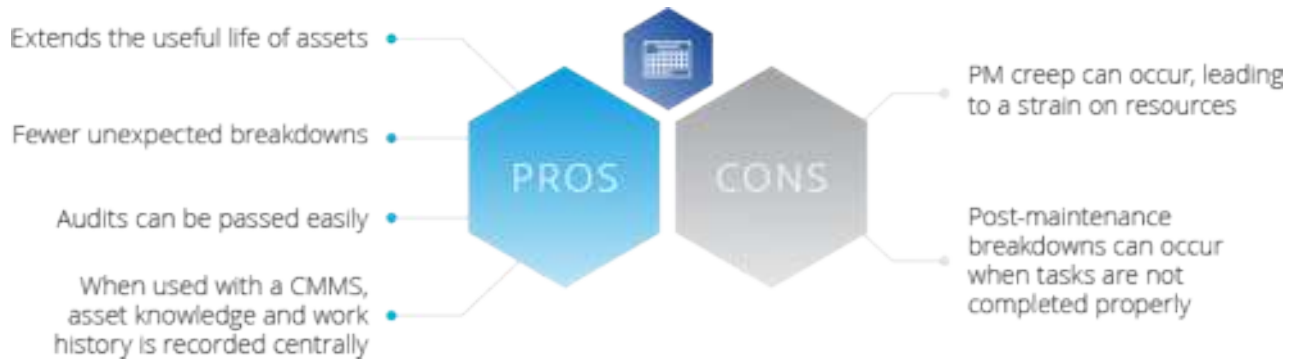 Extends the useful life of assets
Fewer unexpected breakdowns
Audits can be passed easily
When used with a CMMS,
asset knowledge and work
history is recorded centrally
PROS
CONS
PM creep can occur, leading
to a strain on resources
Post-maintenance
breakdowns can occur
when tasks are not
completed properly